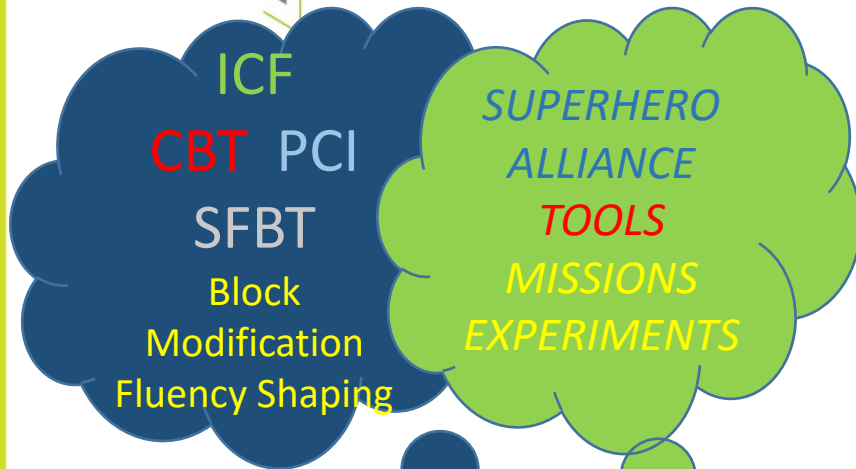 ICF
CBT PCI
SFBT
Block
Modification
Fluency Shaping
SUPERHERO
ALLIANCE
TOOLS
MISSIONS
EXPERIMENTS